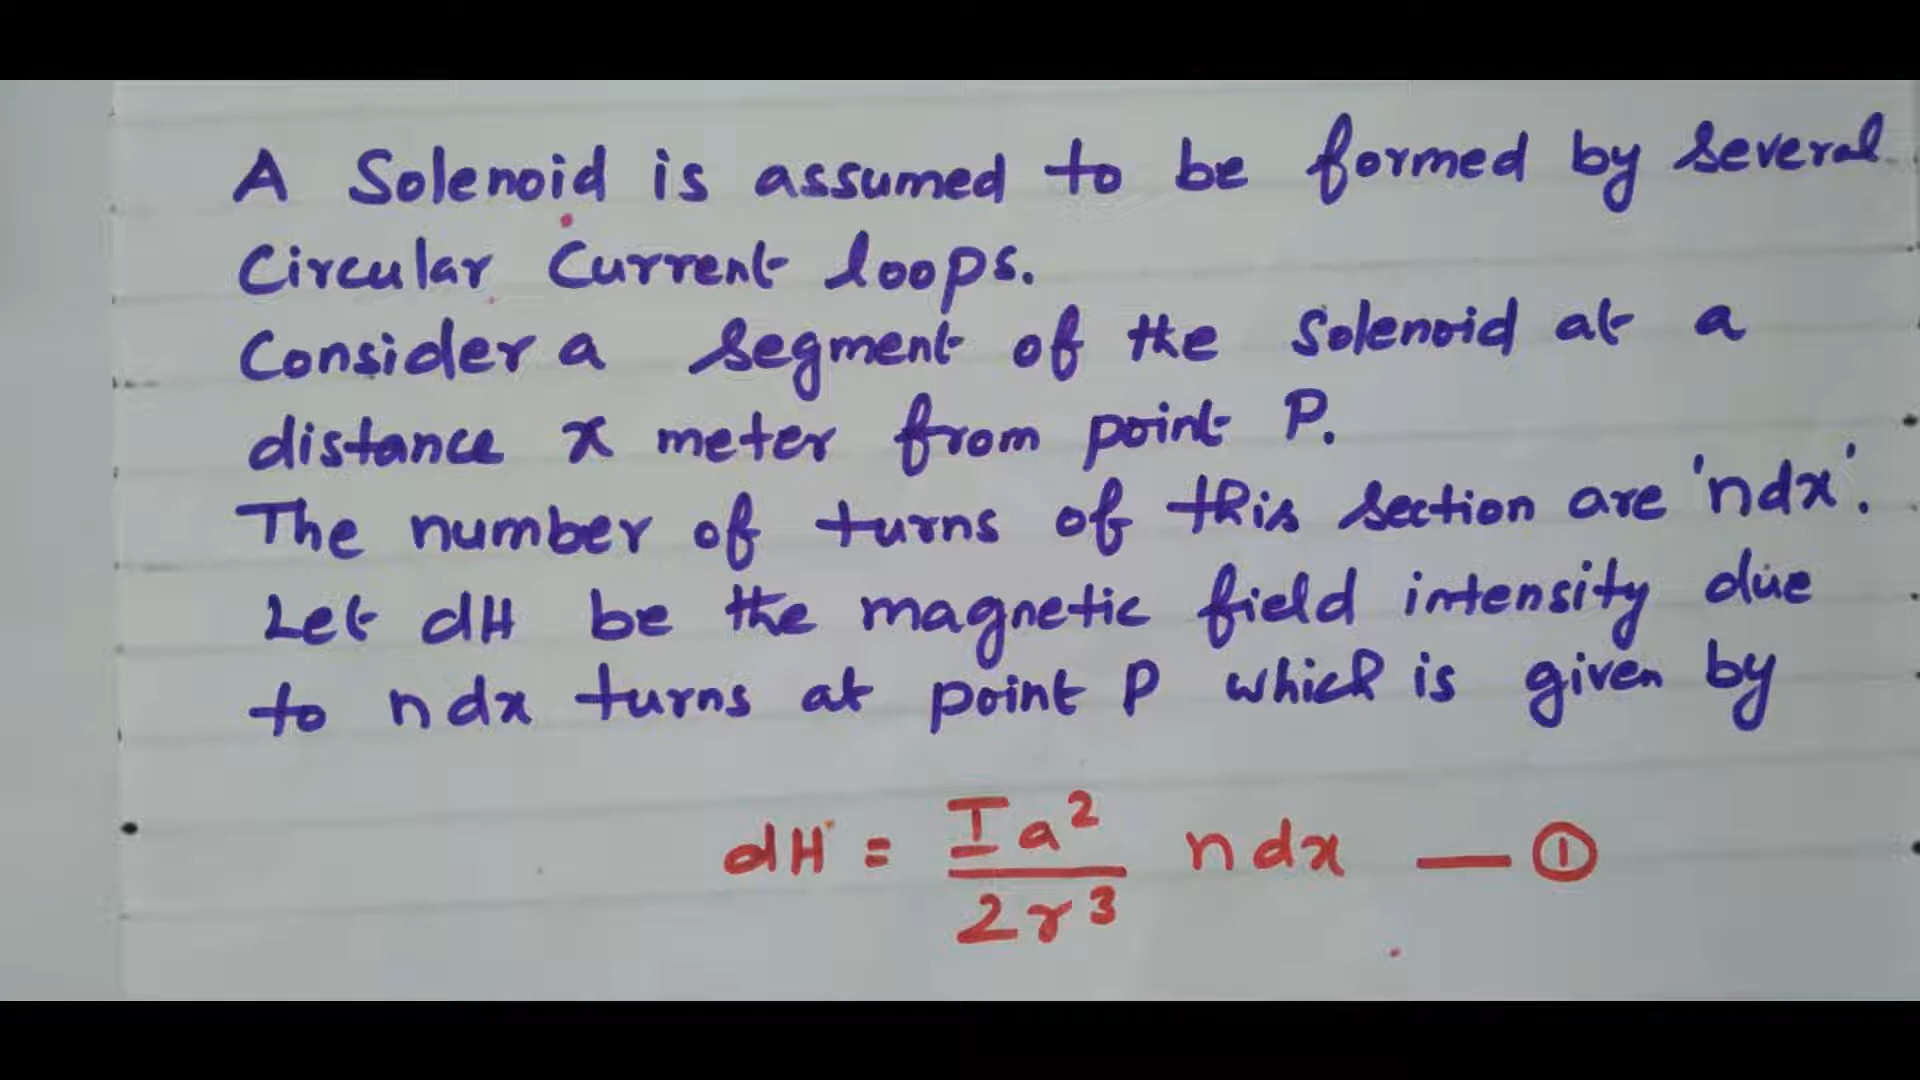 A Solenoid is assumed to be formed by several
Circular Current loops.
Consider a segment of the Solenoid at a
distance x meter from point P.
The number of turns of this section are 'ndx'.
Let dH be the magnetic field intensity due
to ndx turns at point P which is given by
dH = Ia²/2r³ ndx — ①